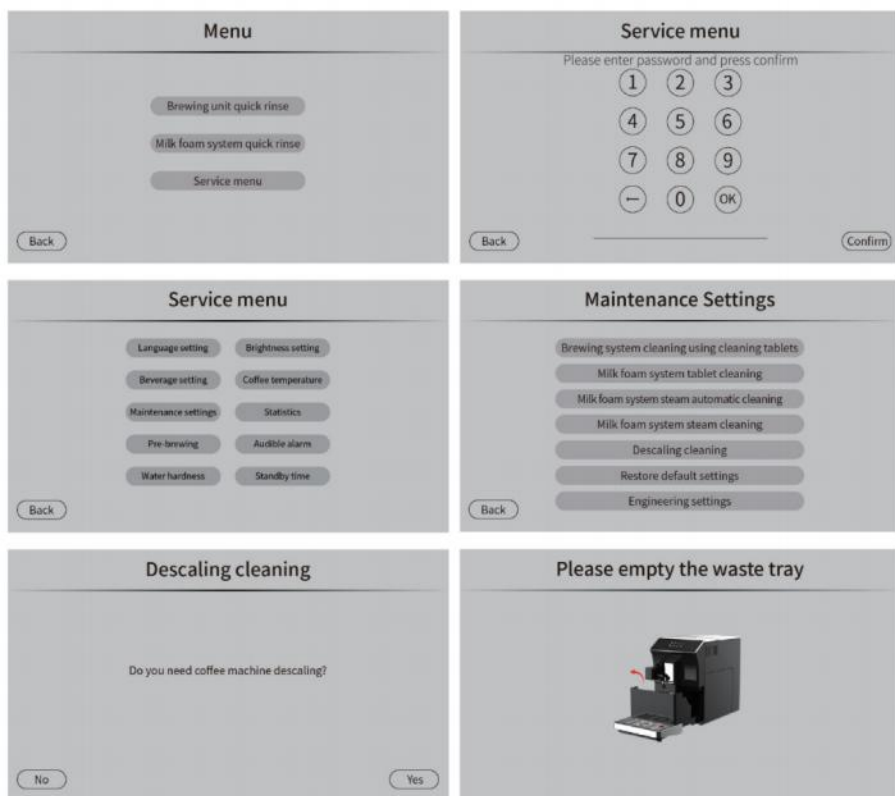 Menu
Brewing unit quick rinse
Milk foam system quick rinse
Service menu
Back
Service menu
Please enter password and press confirm
1 2 3
4 5 6
7 8 9
← 0 OK
Back
Confirm
Service menu
Language setting
Brightness setting
Beverage setting
Coffee temperature
Maintenance settings
Statistics
Pre-brewing
Audible alarm
Water hardness
Standby time
Back
Maintenance Settings
Brewing system cleaning using cleaning tablets
Milk foam system tablet cleaning
Milk foam system steam automatic cleaning
Milk foam system steam cleaning
Descaling cleaning
Restore default settings
Engineering settings
Back
Descaling cleaning
Do you need coffee machine descaling?
No
Yes
Please empty the waste tray